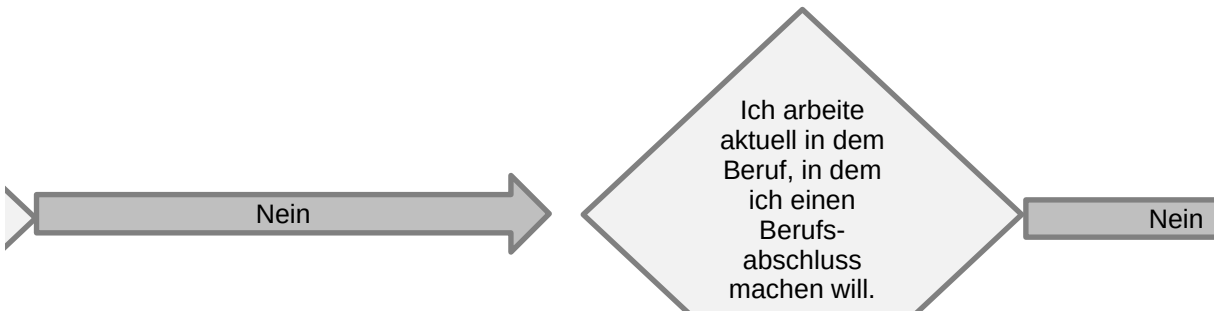 Ich arbeite
aktuell in dem
Beruf, in dem
ich einen
Berufs-
abschluss
machen will.
Nein
Nein